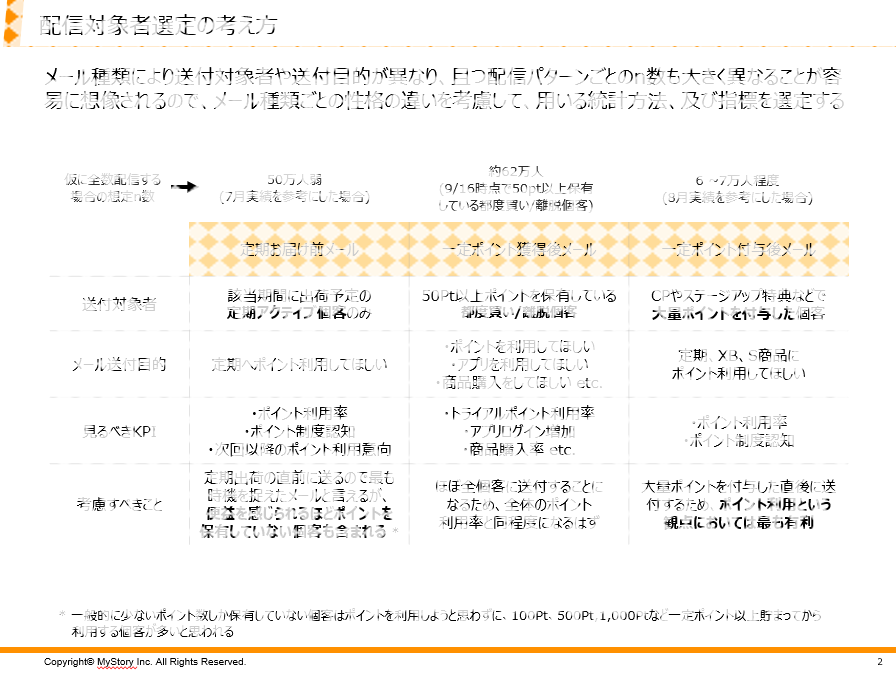 配信対象者選定の考え方
メール種類により送付対象者や送付目的が異なり、且つ配信パターンごとのn数も大きく異なることが容
易に想像されるので、メール種類ごとの性格の違いを考慮して、用いる統計方法、及び指標を選定する
仮に全数配信する
場合の想定n数
50万人弱
(7月実績を参考にした場合)
約62万人
(9/16時点で50pt以上保有
している都度買い/離脱顧客)
6~7万人程度
(8月実績を参考にした場合)
定期お届け前メール
一定ポイント獲得後メール
一定ポイント付与後メール
送付対象者
該当期間に出荷予定の
定期アクティブ顧客のみ
50Pt以上ポイントを保有している
都度買い/離脱顧客
CPやステージアップ特典などで
大量ポイントを付与した顧客
メール送付目的
定期へポイント利用してほしい
・ポイントを利用してほしい
・アプリを利用してほしい
・商品購入をしてほしい etc.
定期、XB、S商品に
ポイント利用してほしい
見るべきKPI
・ポイント利用率
・ポイント制度認知
・次回以降のポイント利用意向
・トライアルポイント利用率
・アプリログイン増加
・商品購入率 etc.
・ポイント利用率
・ポイント制度認知
考慮すべきこと
定期出荷の直前に送るので最も
時機を捉えたメールと言えるが、
便益を感じられるほどポイントを
保有していない顧客も含まれる *
ほぼ全顧客に送付することに
なるため、全体のポイント
利用率と同程度になるはず
大量ポイントを付与した直後に送
付するため、ポイント利用という
観点においては最も有利
* 一般的に少ないポイント数しか保有していない顧客はポイントを利用しようと思わずに、100Pt、500Pt,1,000Ptなど一定ポイント以上貯まってから
利用する顧客が多いと思われる
Copyright© MyStory Inc. All Rights Reserved.
2